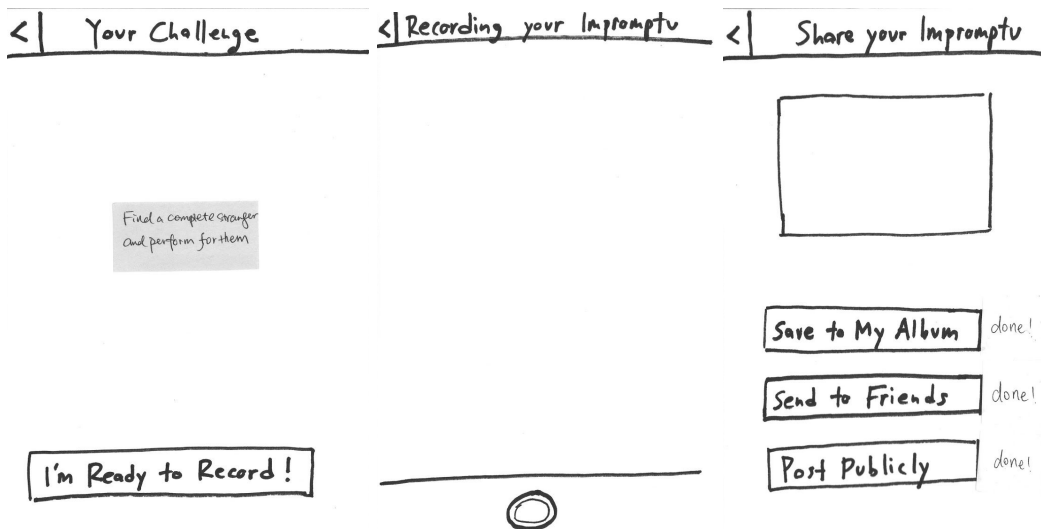 < Your Challenge
Find a complete stranger
and perform for them
I'm Ready to Record!
< Recording your Impromptu
< Share your Impromptu
Save to My Album done!
Send to Friends done!
Post Publicly done!